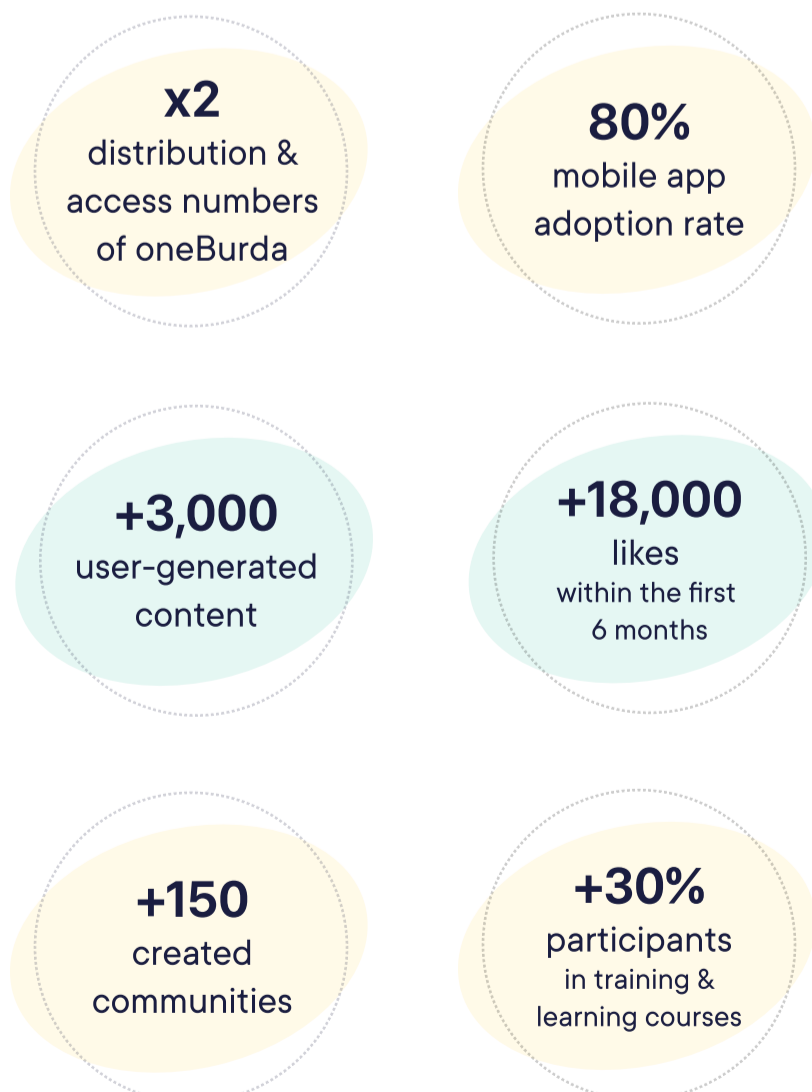 x2
distribution &
access numbers
of oneBurda
80%
mobile app
adoption rate
+3,000
user-generated
content
+18,000
likes
within the first
6 months
+150
created
communities
+30%
participants
in training &
learning courses